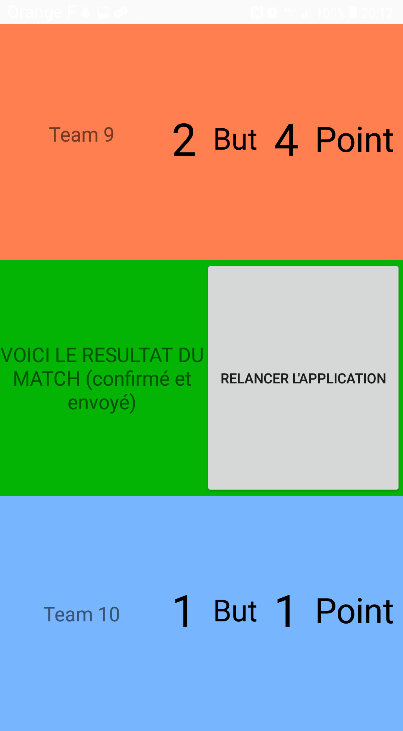 Orange F
Team 9 2 But 4 Point
VOICI LE RESULTAT DU
MATCH (confirmé et
envoyé)
RELANCER L'APPLICATION
Team 10 1 But 1 Point